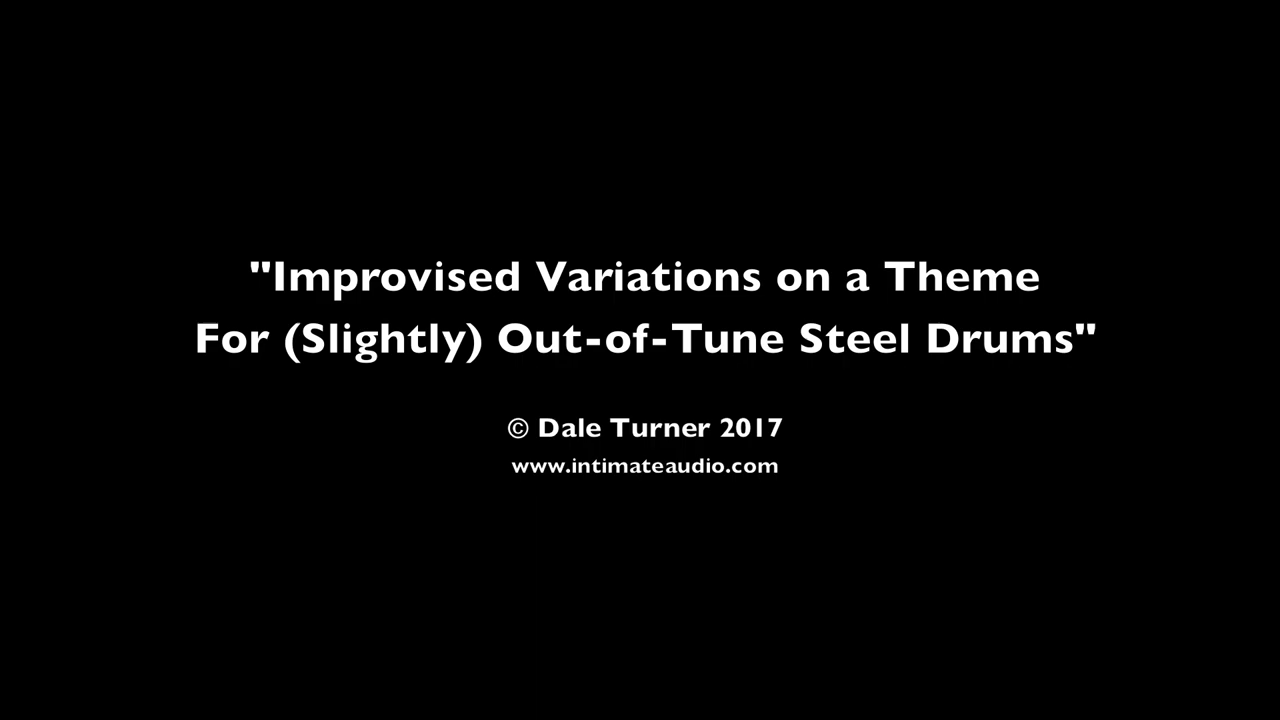 "Improvised Variations on a Theme
For (Slightly) Out-of-Tune Steel Drums"
© Dale Turner 2017
www.intimateaudio.com